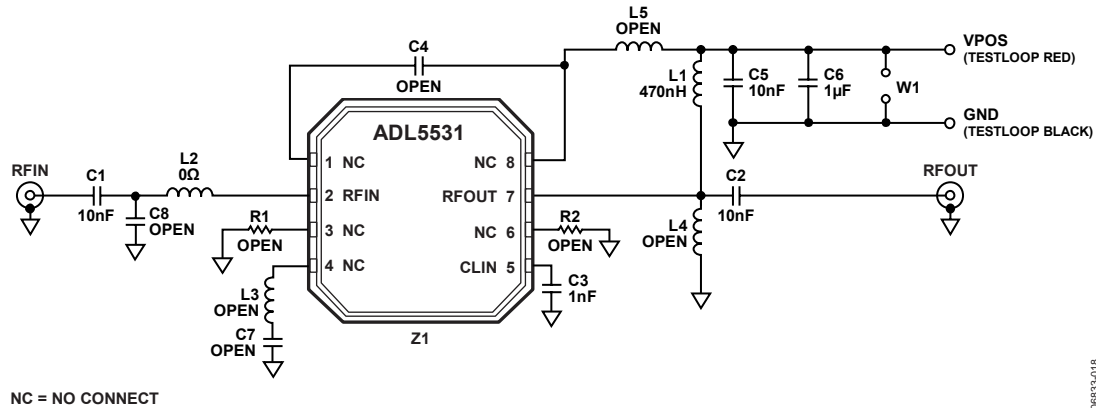 L5
OPEN
C4
OPEN
L1
470nH
C5
10nF
C6
1µF
W1
VPOS
(TESTLOOP RED)
GND
(TESTLOOP BLACK)
ADL5531
1 NC
NC 8
RFIN
C1
10nF
L2
0Ω
2 RFIN
RFOUT 7
C2
10nF
RFOUT
C8
OPEN
R1
OPEN
3 NC
NC 6
R2
OPEN
L4
OPEN
4 NC
CLIN 5
C3
1nF
L3
OPEN
C7
OPEN
Z1
NC = NO CONNECT
06833-018